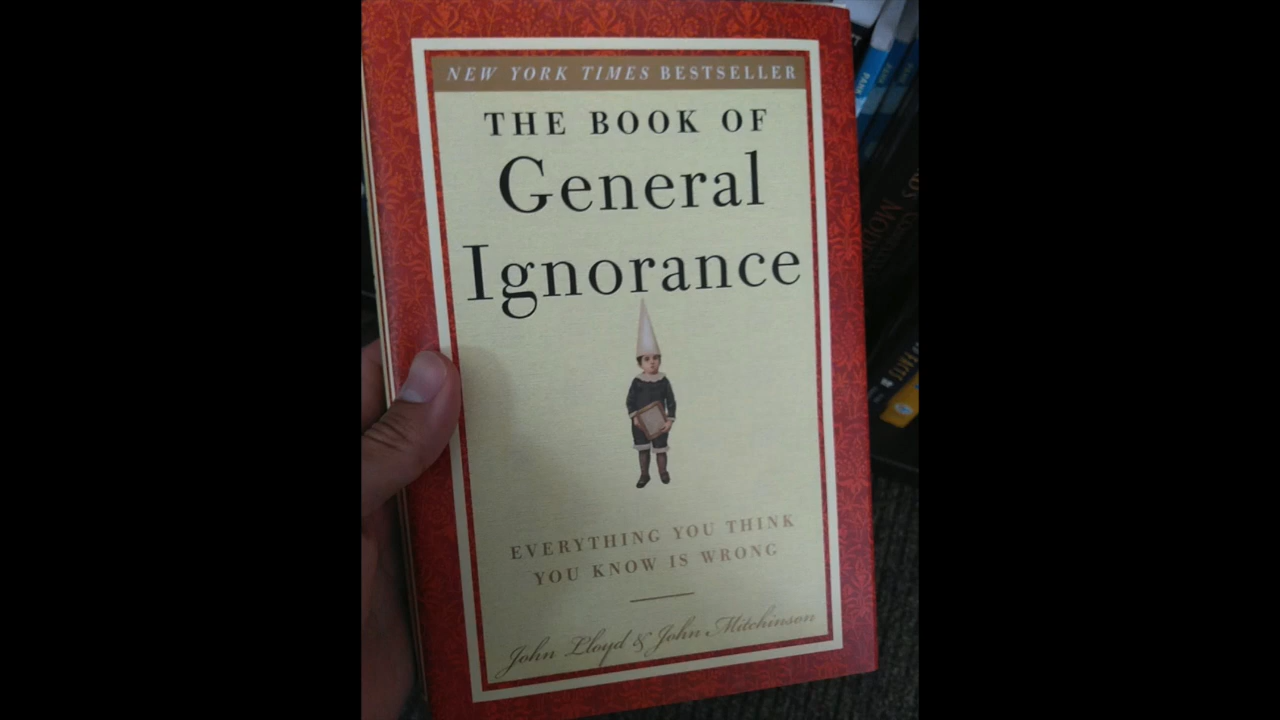 NEW YORK TIMES BESTSELLER
THE BOOK OF
General
Ignorance
EVERYTHING YOU THINK
YOU KNOW IS WRONG
John Lloyd & John Mitchinson